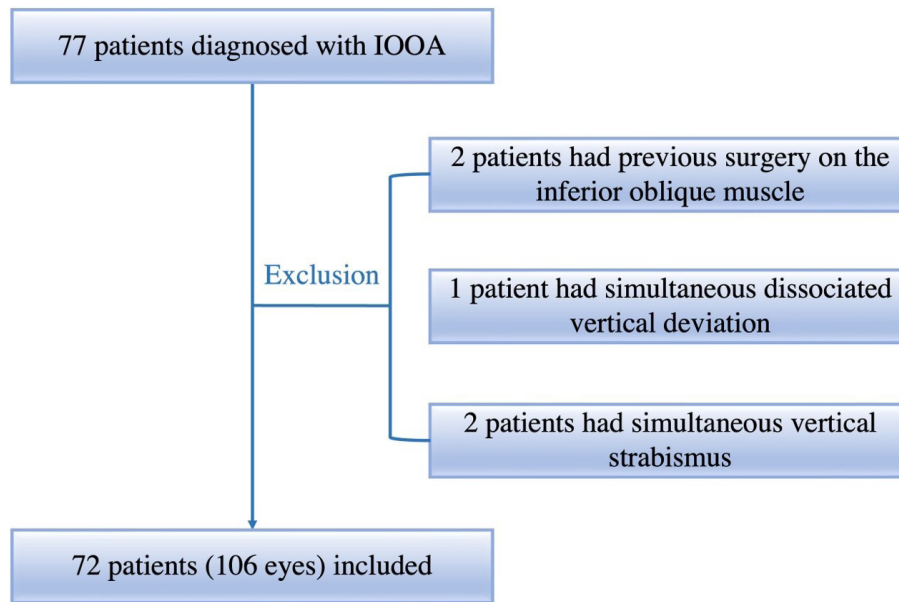 77 patients diagnosed with IOOA
2 patients had previous surgery on the
inferior oblique muscle
Exclusion
1 patient had simultaneous dissociated
vertical deviation
2 patients had simultaneous vertical
strabismus
72 patients (106 eyes) included